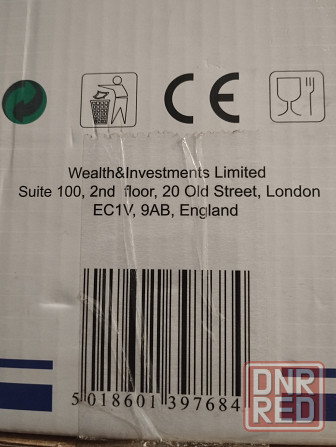 CE
Wealth&Investments Limited
Suite 100, 2nd floor, 20 Old Street, London
EC1V, 9AB, England
5 018601 397684
DNR
RED